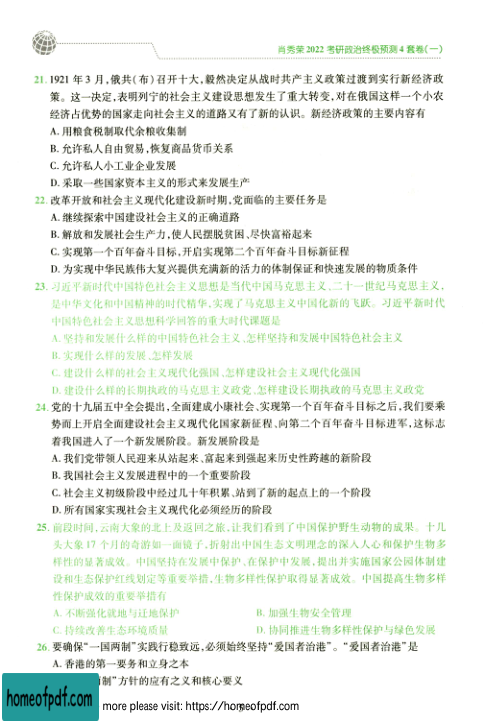 肖秀荣2022考研政治终极预测4套卷(一)
21. 1921年3月,俄共(布)召开十大,毅然决定从战时共产主义政策过渡到实行新经济政
策。这一决定,表明列宁的社会主义建设思想发生了重大转变,对在俄国这样一个小农
经济占优势的国家走向社会主义的道路又有了新的认识。新经济政策的主要内容有
A. 用粮食税制取代余粮收集制
B. 允许私人自由贸易,恢复商品货币关系
C. 允许私人小工业企业发展
D. 采取一些国家资本主义的形式来发展生产
22. 改革开放和社会主义现代化建设新时期,党面临的主要任务是
A. 继续探索中国建设社会主义的正确道路
B. 解放和发展社会生产力,使人民摆脱贫困、尽快富裕起来
C. 实现第一个百年奋斗目标,开启实现第二个百年奋斗目标新征程
D. 为实现中华民族伟大复兴提供充满新的活力的体制保证和快速发展的物质条件
23. 习近平新时代中国特色社会主义思想是当代中国马克思主义、二十一世纪马克思主义,
是中华文化和中国精神的时代精华,实现了马克思主义中国化新的飞跃。习近平新时代
中国特色社会主义思想科学回答的重大时代课题是
A. 坚持和发展什么样的中国特色社会主义、怎样坚持和发展中国特色社会主义
B. 实现什么样的发展、怎样发展
C. 建设什么样的社会主义现代化强国、怎样建设社会主义现代化强国
D. 建设什么样的长期执政的马克思主义政党、怎样建设长期执政的马克思主义政党
24. 党的十九届五中全会提出,全面建成小康社会、实现第一个百年奋斗目标之后,我们要乘
势而上开启全面建设社会主义现代化国家新征程、向第二个百年奋斗目标进军,这标志
着我国进入了一个新发展阶段。新发展阶段是
A. 我们党带领人民迎来从站起来、富起来到强起来历史性跨越的新阶段
B. 我国社会主义发展进程中的一个重要阶段
C. 社会主义初级阶段中经过几十年积累、站到了新的起点上的一个阶段
D. 所有国家实现社会主义现代化必须经历的阶段
25. 前段时间,云南大象的北上及返回之旅,让我们看到了中国保护野生动物的成果。十几
头大象17个月的奇游如一面镜子,折射出中国生态文明理念的深入人心和保护生物多
样性的显著成效。中国坚持在发展中保护、在保护中发展,提出并实施国家公园体制建
设和生态保护红线划定等重要举措,生物多样性保护取得显著成效。中国提高生物多样
性保护成效的重要举措有
A. 不断强化就地与迁地保护 B. 加强生物安全管理
C. 持续改善生态环境质量 D. 协同推进生物多样性保护与绿色发展
26. 要确保“一国两制”实践行稳致远,必须始终坚持“爱国者治港”。“爱国者治港”是
A. 香港的第一要务和立身之本
制”方针的应有之义和核心要义
homeofpdf.com
more please visit: https://homeofpdf.com